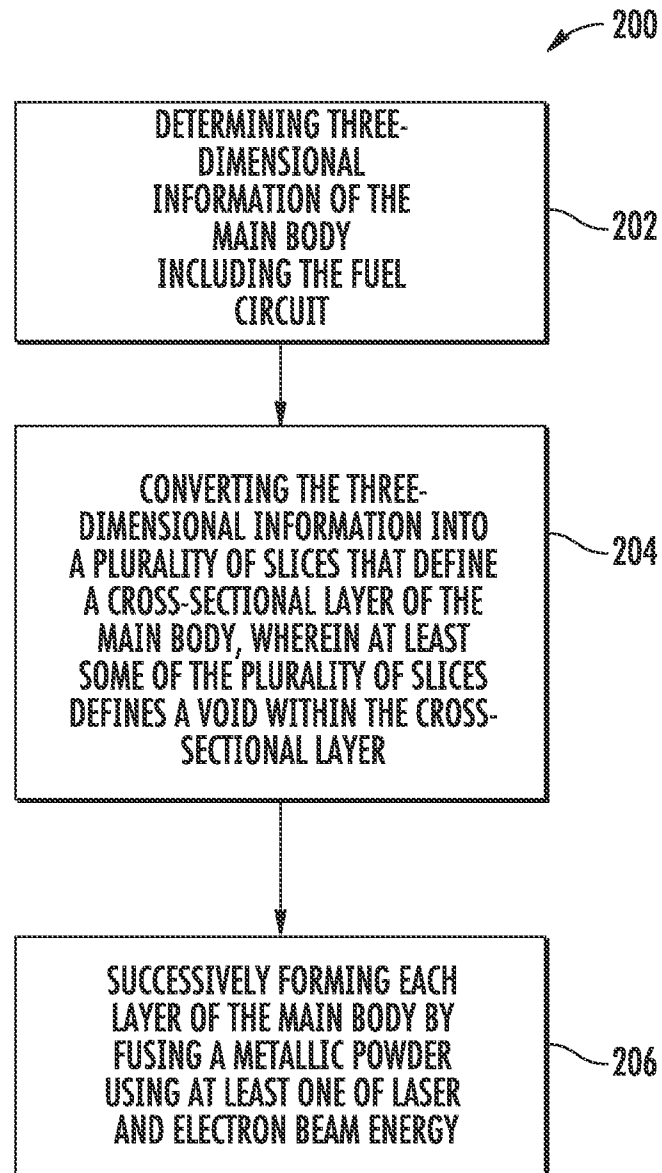 200
DETERMINING THREE-
DIMENSIONAL
INFORMATION OF THE
MAIN BODY
INCLUDING THE FUEL
CIRCUIT
202
CONVERTING THE THREE-
DIMENSIONAL INFORMATION INTO
A PLURALITY OF SLICES THAT DEFINE
A CROSS-SECTIONAL LAYER OF THE
MAIN BODY, WHEREIN AT LEAST
SOME OF THE PLURALITY OF SLICES
DEFINES A VOID WITHIN THE CROSS-
SECTIONAL LAYER
204
SUCCESSIVELY FORMING EACH
LAYER OF THE MAIN BODY BY
FUSING A METALLIC POWDER
USING AT LEAST ONE OF LASER
AND ELECTRON BEAM ENERGY
206